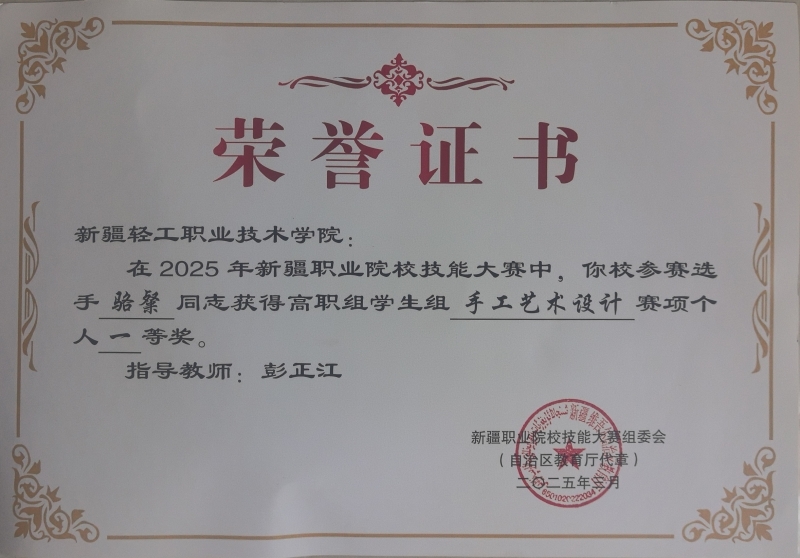 荣誉证书
新疆轻工职业技术学院：
在2025年新疆职业院校技能大赛中，你校参赛选
手骆粲同志获得高职组学生组手工艺术设计赛项个
人一等奖。
指导教师：彭正江
新疆职业院校技能大赛组委会
（自治区教育厅代章）
二〇二五年三月